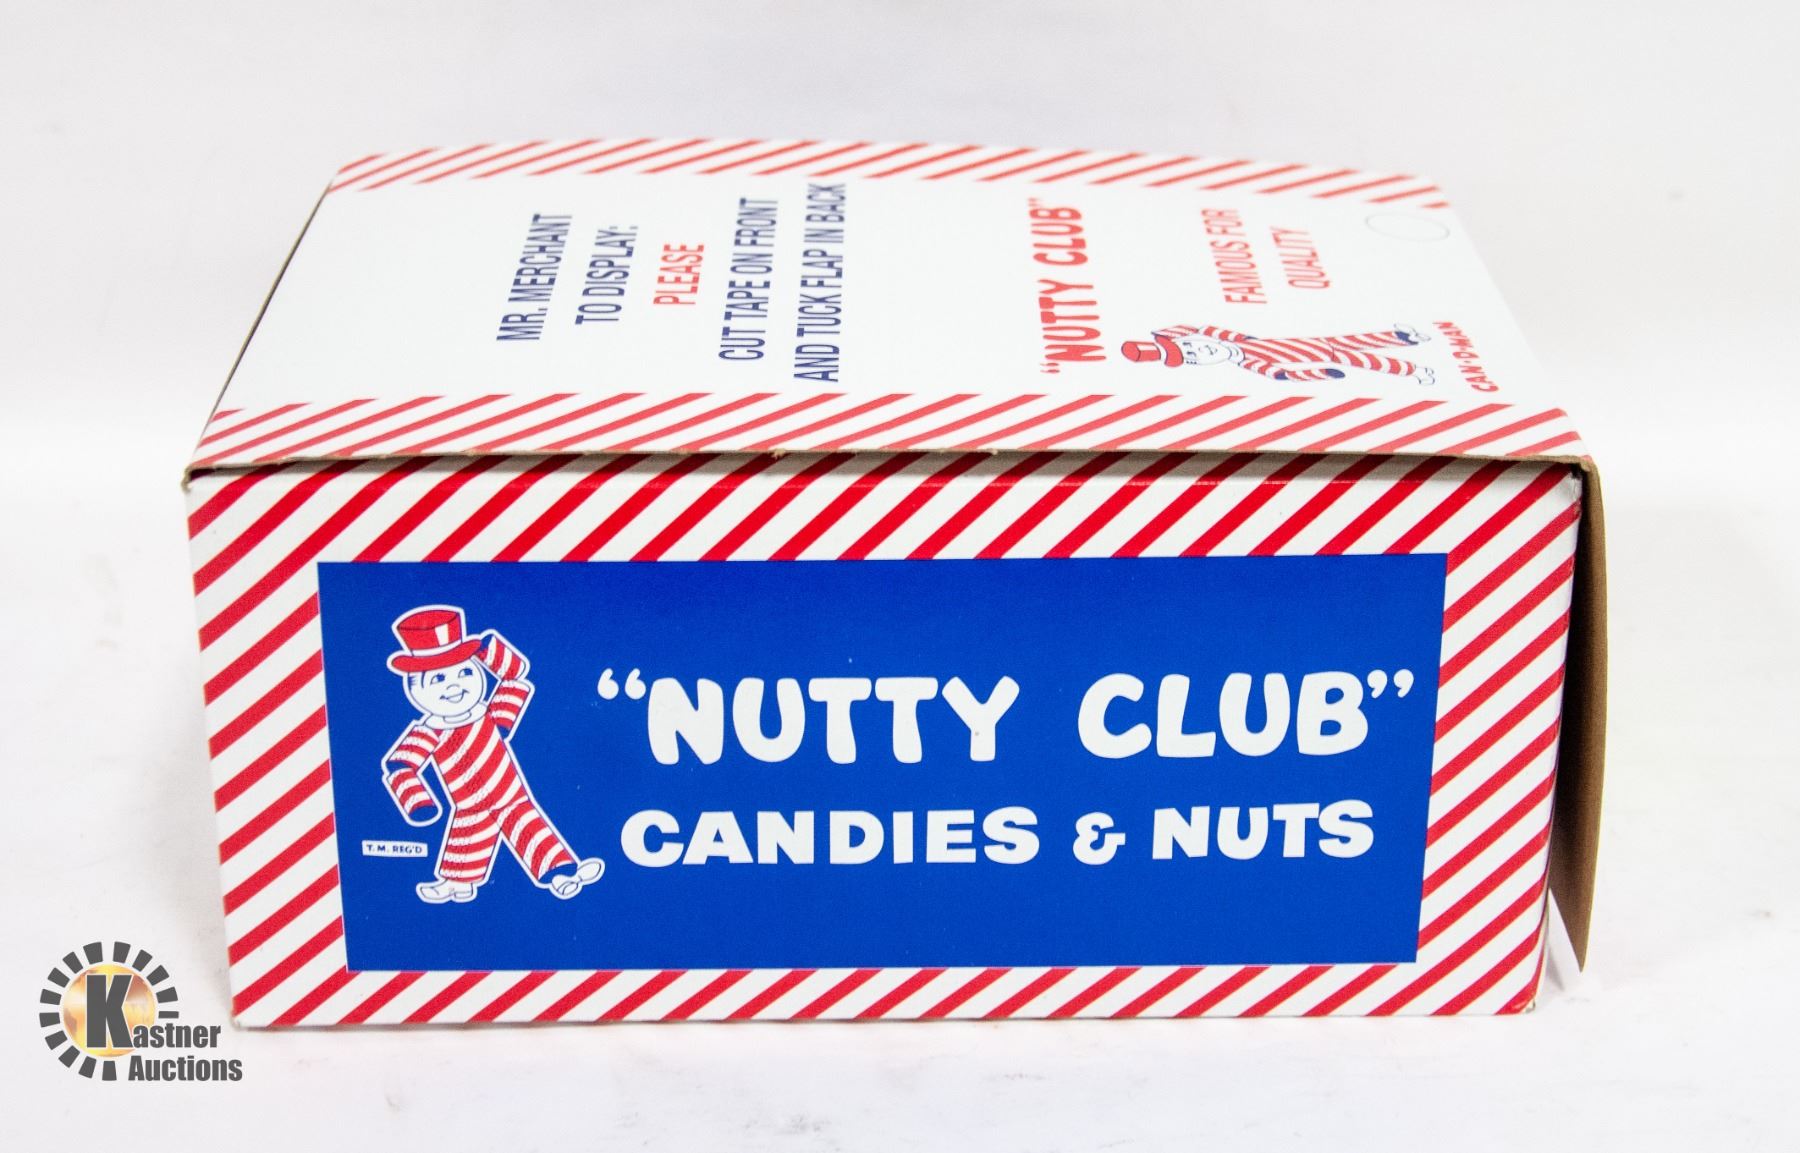 MR. MERCHANT
TO DISPLAY:
PLEASE
CUT TAPE ON FRONT
AND TUCK FLAP IN BACK
"NUTTY CLUB"
FAMOUS FOR
QUALITY
CAN-D-MAN
"NUTTY CLUB"
CANDIES & NUTS
T.M. REG'D
Kastner
Auctions